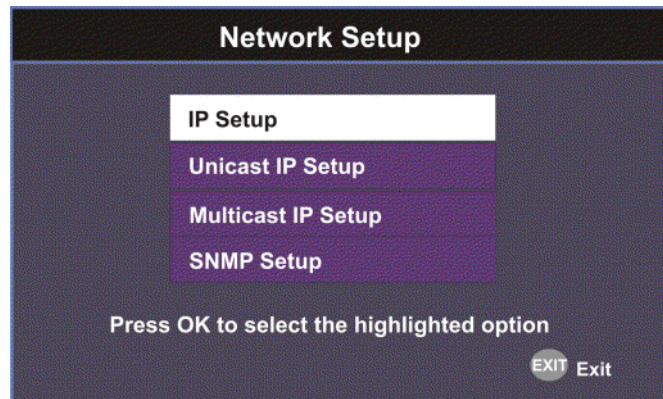 Network Setup
IP Setup
Unicast IP Setup
Multicast IP Setup
SNMP Setup
Press OK to select the highlighted option
EXIT Exit